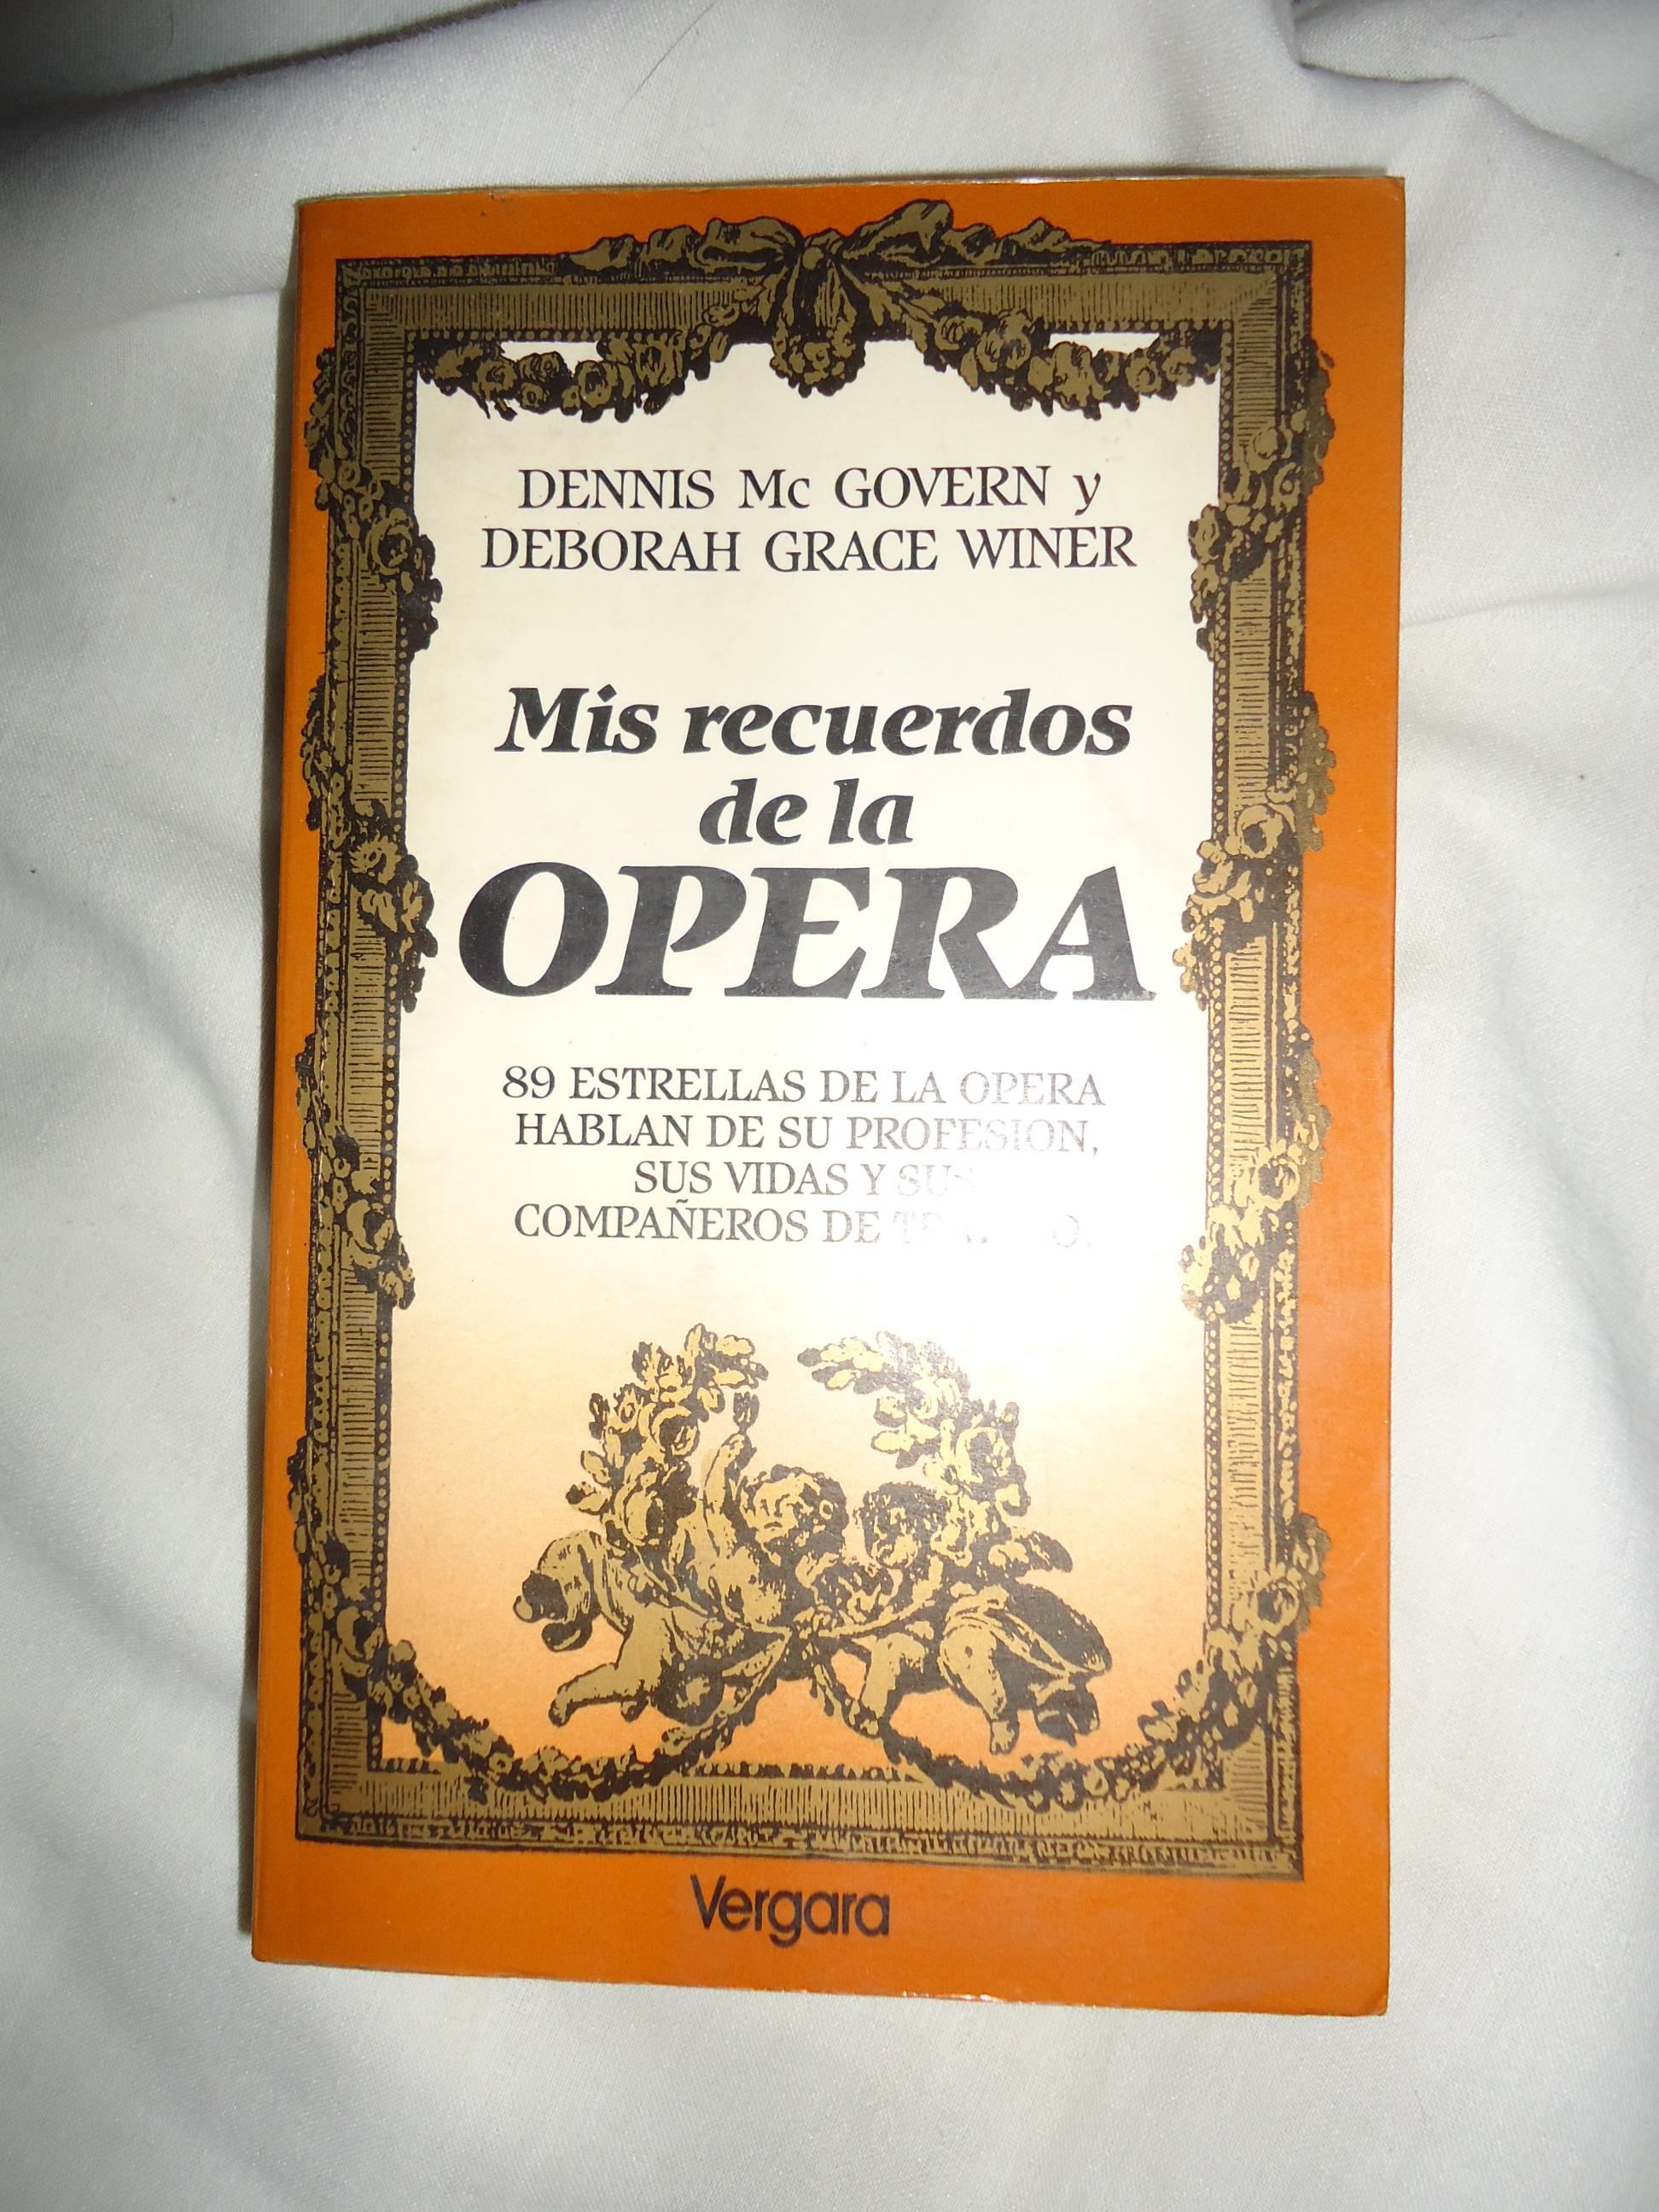 DENNIS Mc GOVERN y
DEBORAH GRACE WINER
Mis recuerdos
de la
OPERA
89 ESTRELLAS DE LA OPERA
HABLAN DE SU PROFESION,
SUS VIDAS Y SUS
COMPAÑEROS DE
Vergara